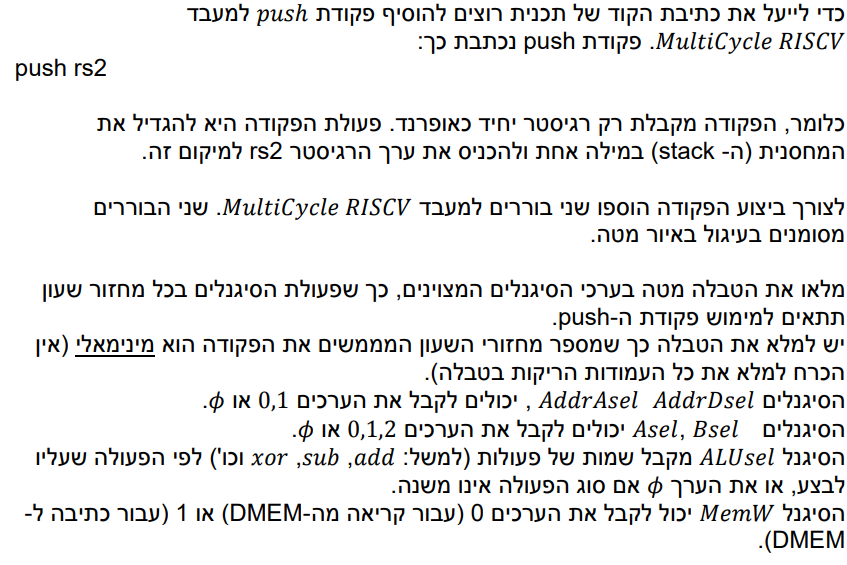 כדי לייעל את כתיבת הקוד של תכנית רוצים להוסיף פקודת push למעבד
MultiCycle RISCV. פקודת push נכתבת כך:
push rs2
כלומר, הפקודה מקבלת רק רגיסטר יחיד כאופרנד. פעולת הפקודה היא להגדיל את
המחסנית (ה- stack) במילה אחת ולהכניס את ערך הרגיסטר rs2 למיקום זה.
לצורך ביצוע הפקודה הוספו שני בוררים למעבד MultiCycle RISCV. שני הבוררים
מסומנים בעיגול באיור מטה.
מלאו את הטבלה מטה בערכי הסיגנלים המצוינים, כך שפעולת הסיגנלים בכל מחזור שעון
תתאים למימוש פקודת ה-push.
יש למלא את הטבלה כך שמספר מחזורי השעון המממשים את הפקודה הוא מינימאלי (אין
הכרח למלא את כל העמודות הריקות בטבלה).
הסיגנלים AddrAsel AddrDsel , יכולים לקבל את הערכים 0,1 או ϕ.
הסיגנלים Asel, Bsel יכולים לקבל את הערכים 0,1,2 או ϕ.
הסיגנל ALUsel מקבל שמות של פעולות (למשל: xor ,sub ,add וכו') לפי הפעולה שעליו
לבצע, או את הערך ϕ אם סוג הפעולה אינו משנה.
הסיגנל MemW יכול לקבל את הערכים 0 (עבור קריאה מה-DMEM) או 1 (עבור כתיבה ל-
DMEM).